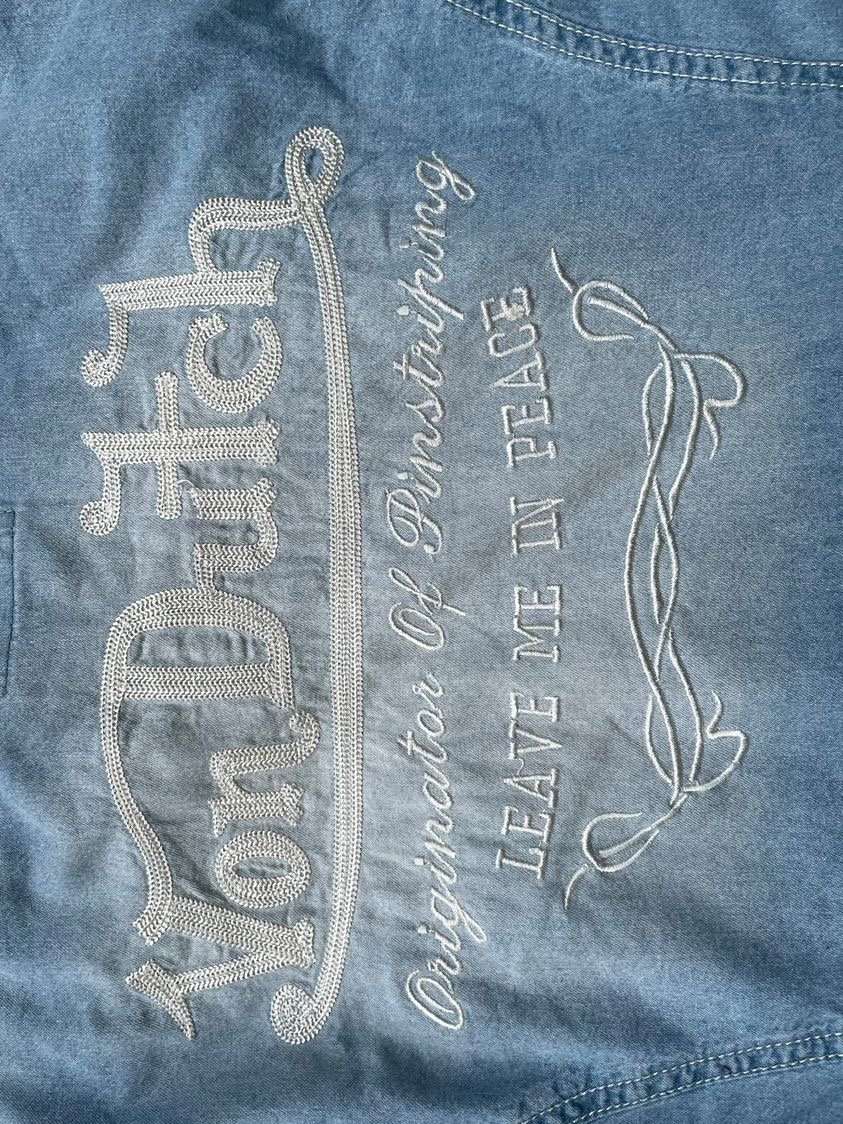 Von Dutch
Originator Of Pinstriping
LEAVE ME IN PEACE